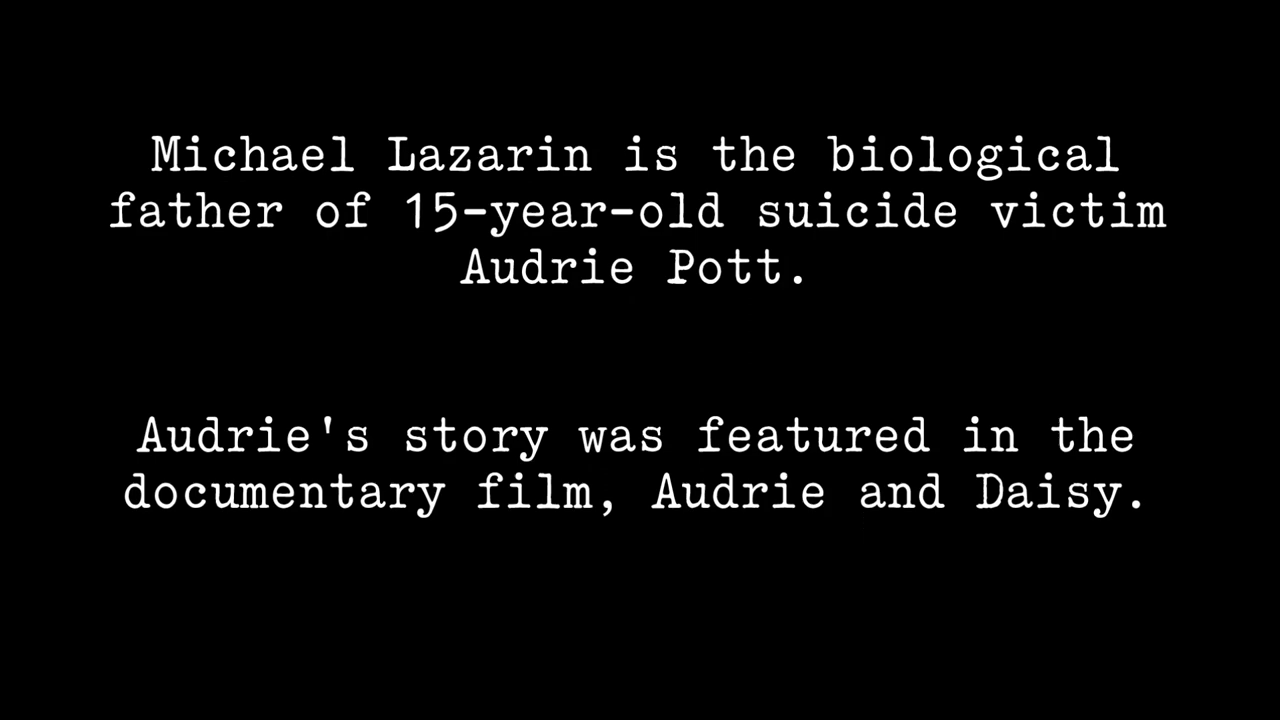 Michael Lazarin is the biological
father of 15-year-old suicide victim
Audrie Pott.
Audrie's story was featured in the
documentary film, Audrie and Daisy.